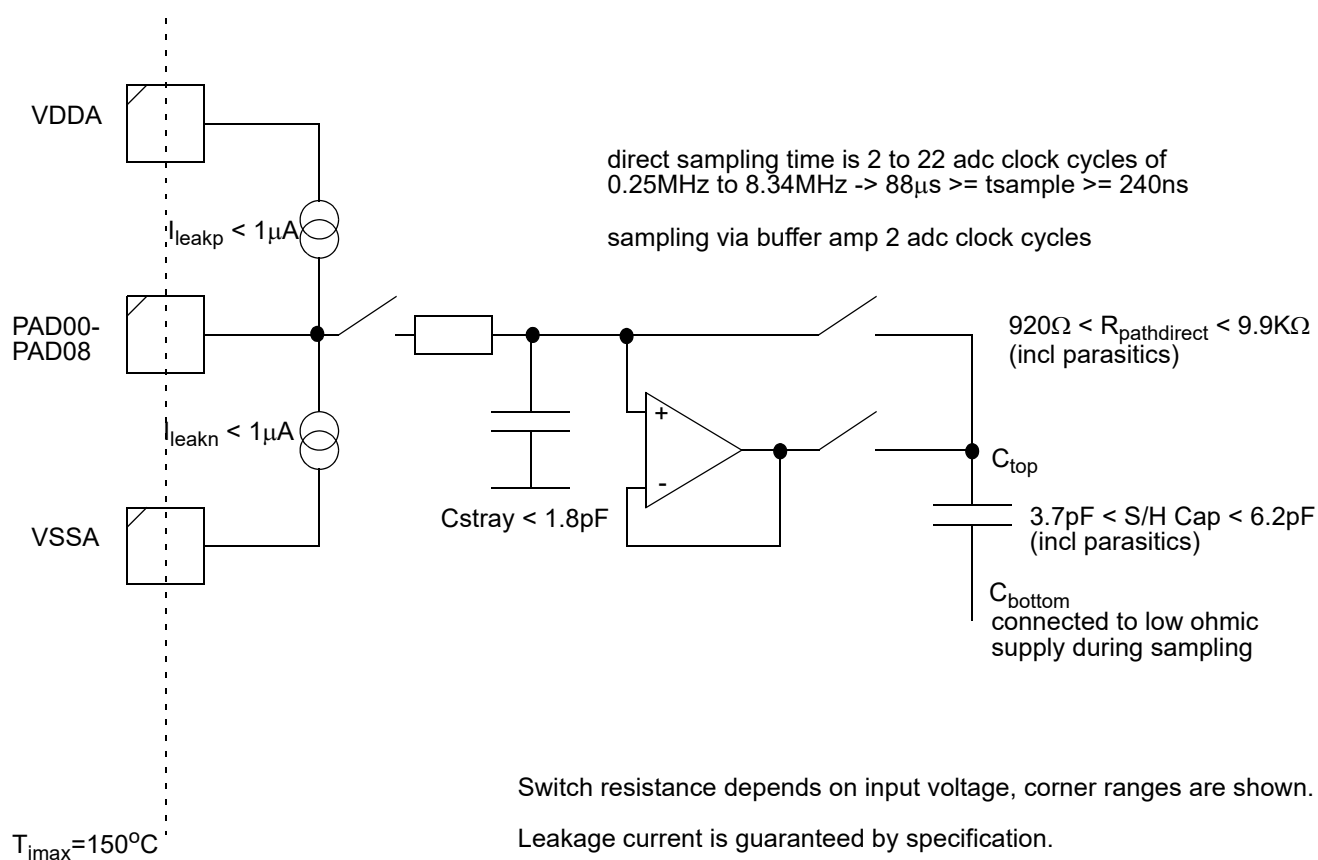 VDDA
direct sampling time is 2 to 22 adc clock cycles of
0.25MHz to 8.34MHz -> 88μs >= tsample >= 240ns
Ileakp < 1μA
sampling via buffer amp 2 adc clock cycles
PAD00-
PAD08
920Ω < Rpathdirect < 9.9KΩ
(incl parasitics)
+
Ileakn < 1μA
Ctop
-
Cstray < 1.8pF
3.7pF < S/H Cap < 6.2pF
(incl parasitics)
VSSA
Cbottom
connected to low ohmic
supply during sampling
Switch resistance depends on input voltage, corner ranges are shown.
Leakage current is guaranteed by specification.
Tjmax=150oC